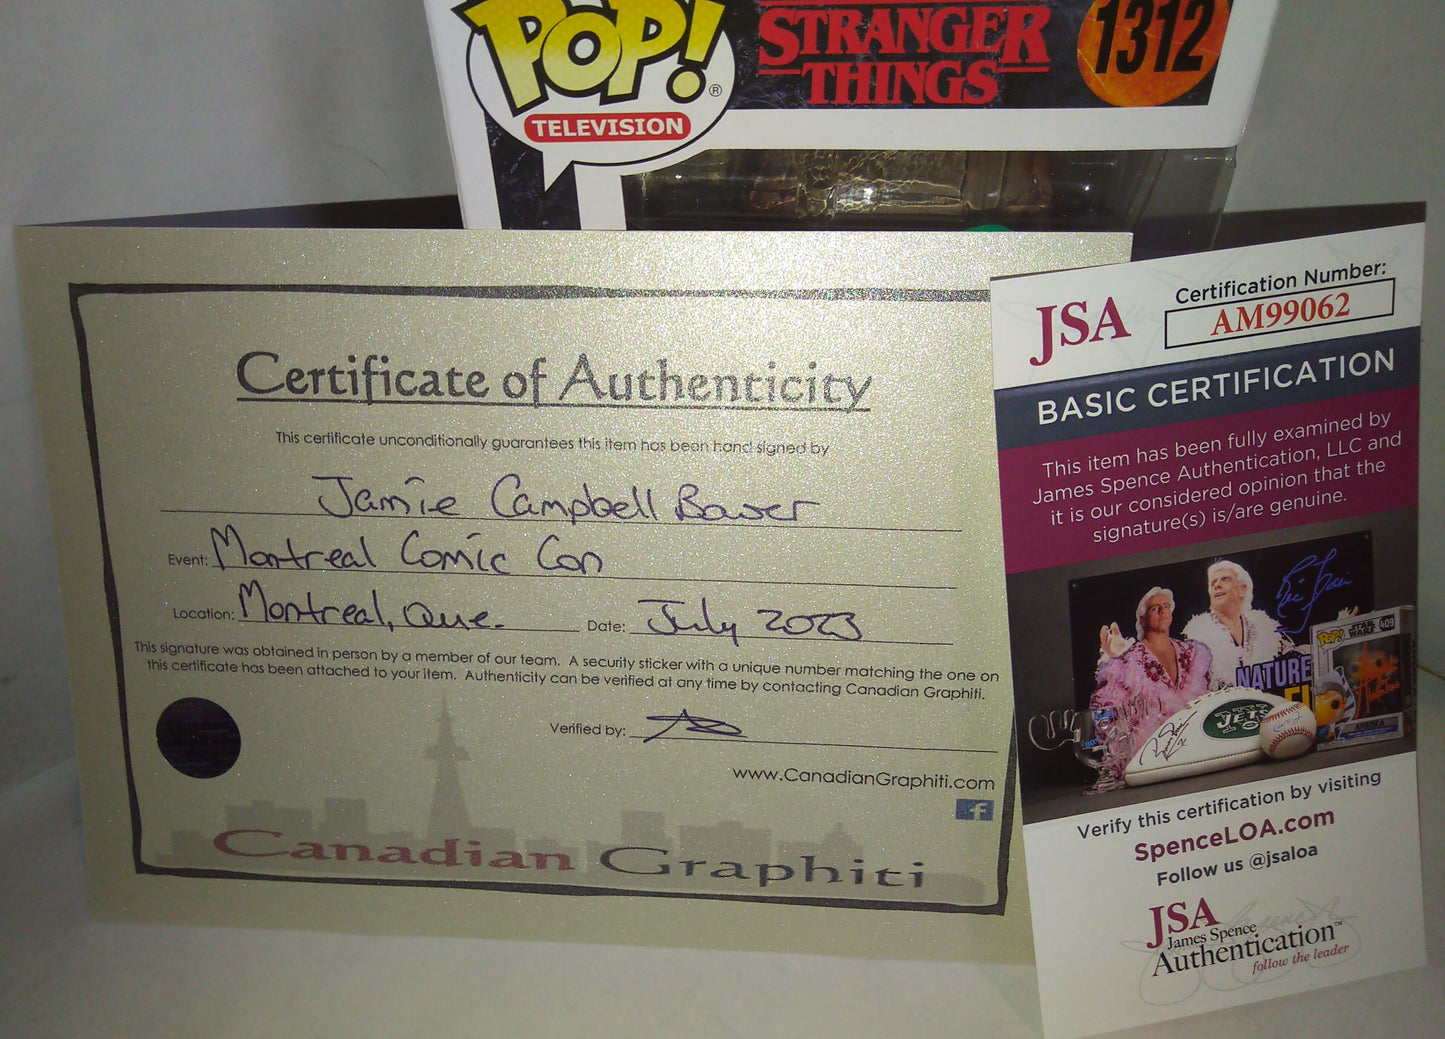 POP!®
TELEVISION
STRANGER
THINGS
1312
Certificate of Authenticity
This certificate unconditionally guarantees this item has been hand signed by
Jamie Campbell Bower
Event: Montreal Comic Con
Location: Montreal, Que. Date: July 2023
This signature was obtained in person by a member of our team. A security sticker with a unique number matching the one on
this certificate has been attached to your item. Authenticity can be verified at any time by contacting Canadian Graphiti.
Verified by:
www.CanadianGraphiti.com
f
Canadian Graphiti
JSA
Certification Number:
AM99062
BASIC CERTIFICATION
This item has been fully examined by
James Spence Authentication, LLC and
it is our considered opinion that the
signature(s) is/are genuine.
NATURE
POP!
STAR
WARS
409
JETS
AHSOKA
Verify this certification by visiting
SpenceLOA.com
Follow us @jsaloa
JSA
James Spence
Authentication™
follow the leader